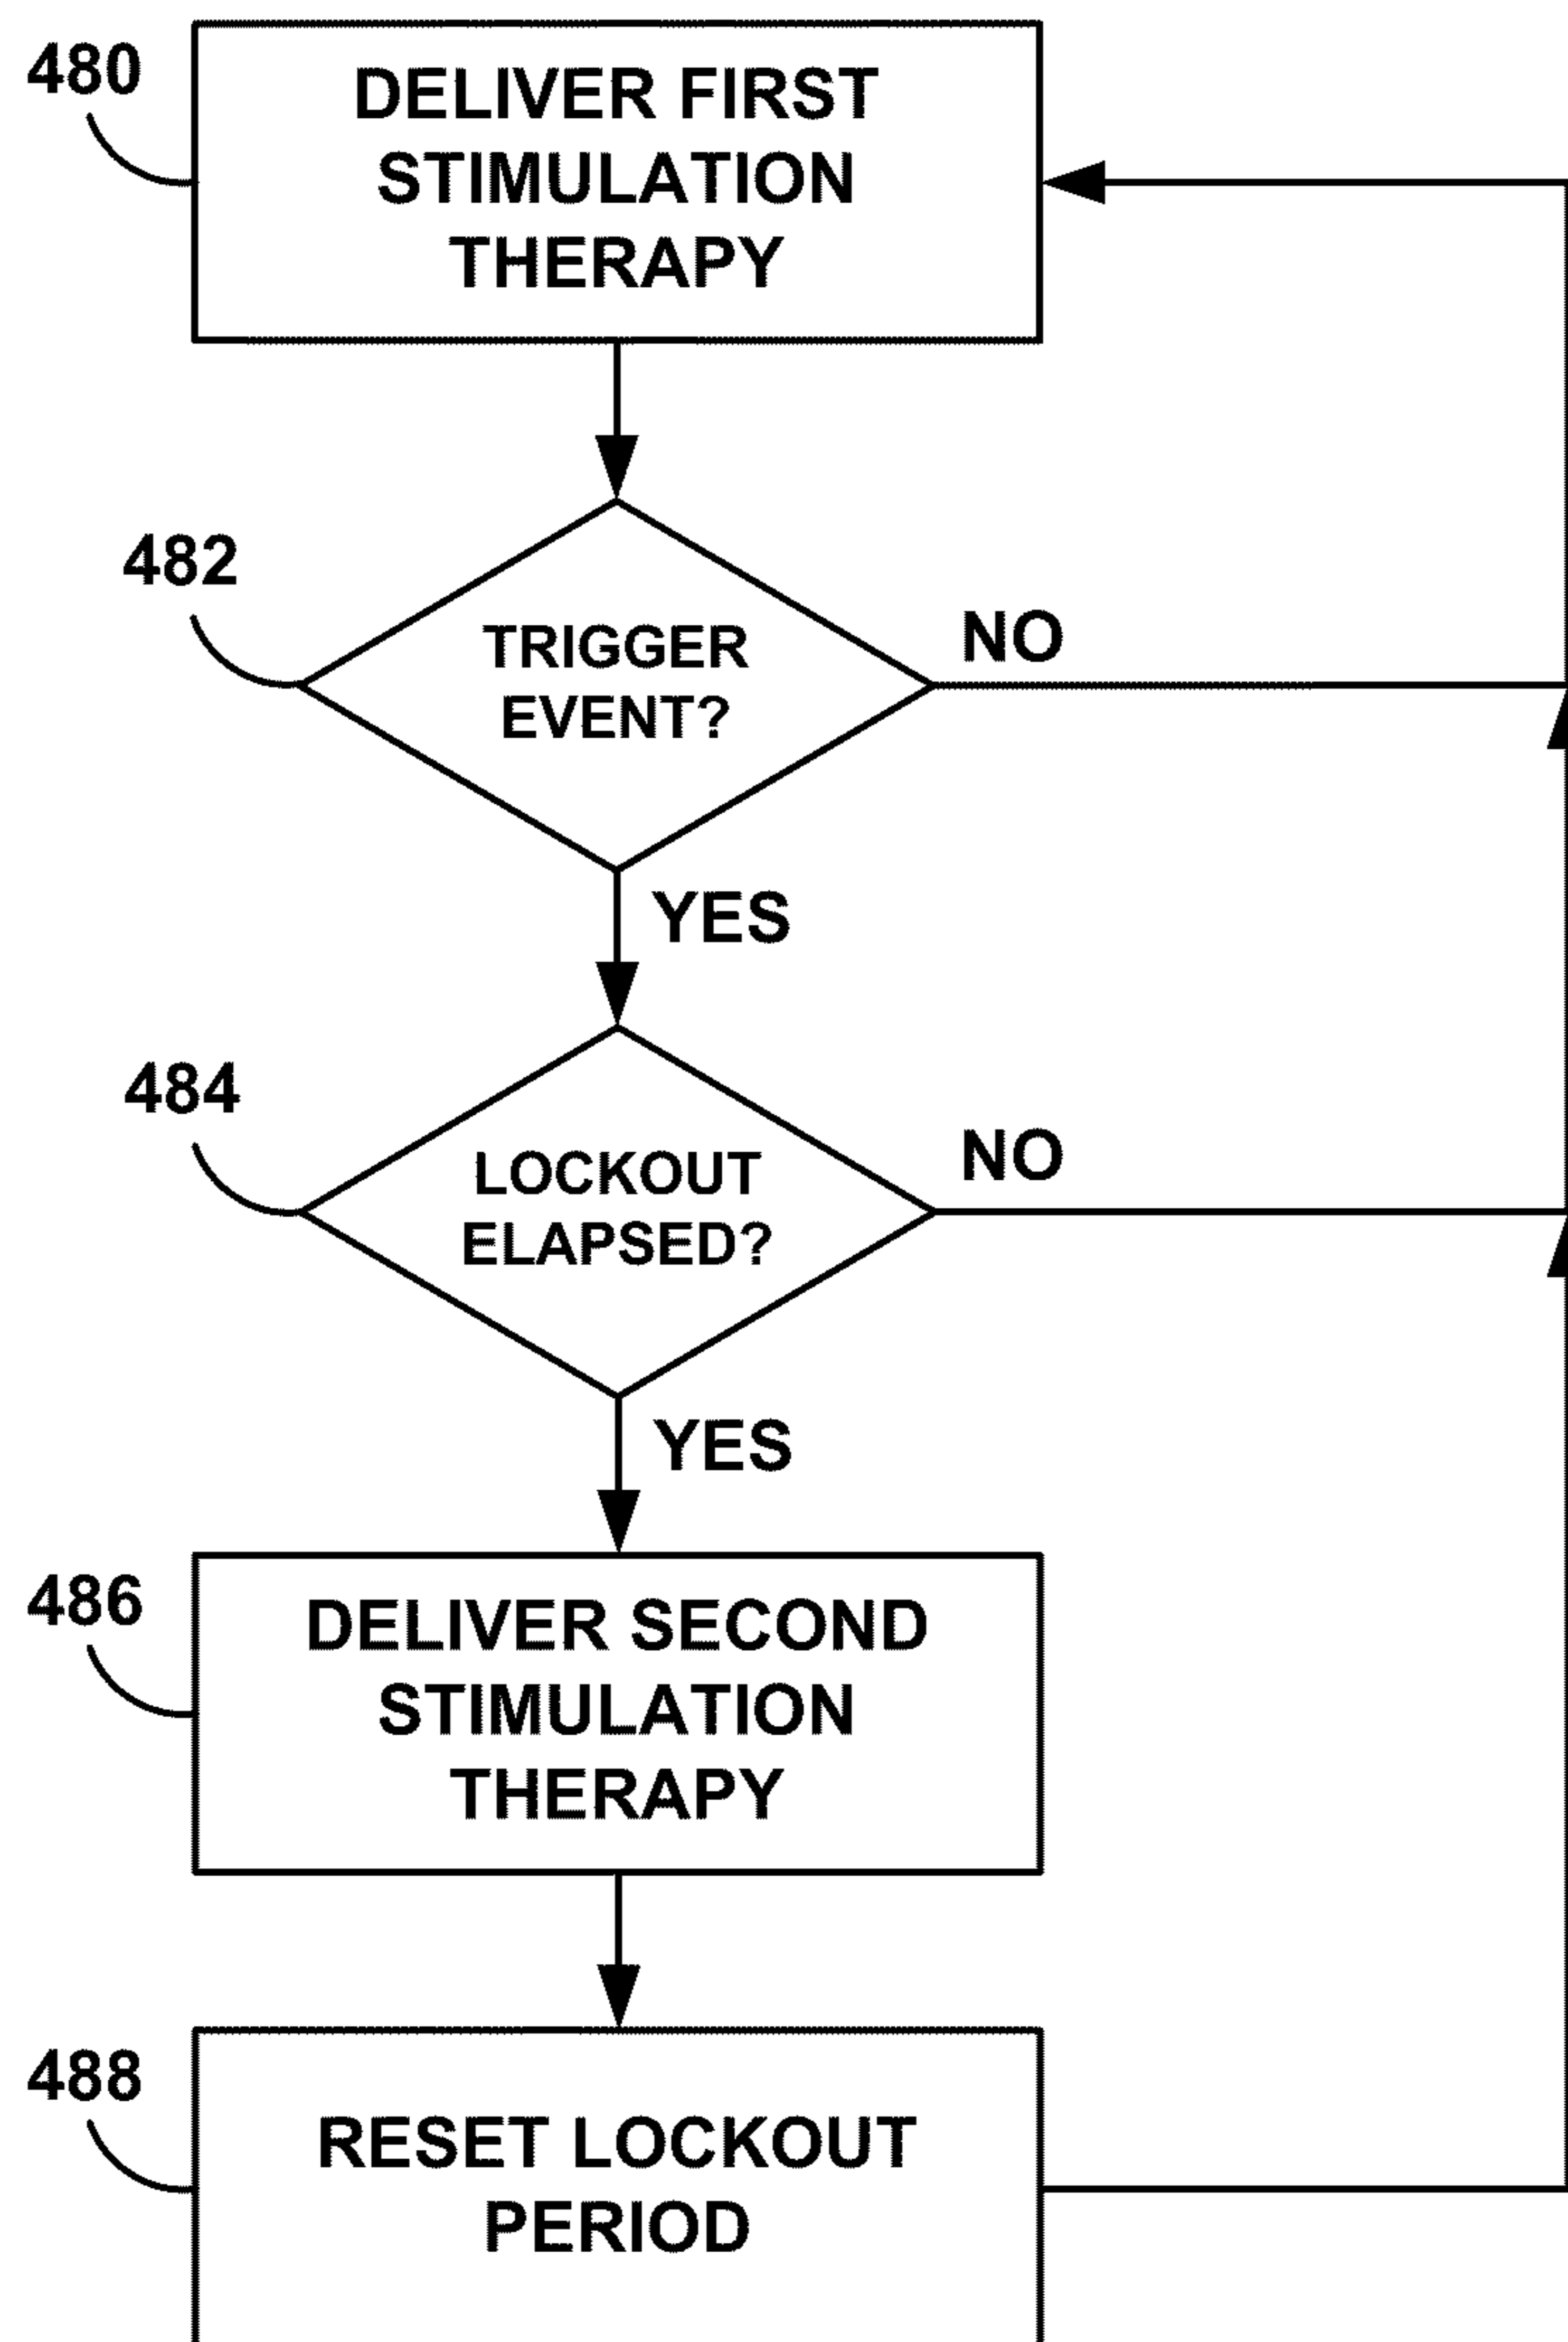 480
DELIVER FIRST
STIMULATION
THERAPY
482
TRIGGER
EVENT?
NO
YES
484
LOCKOUT
ELAPSED?
NO
YES
486
DELIVER SECOND
STIMULATION
THERAPY
488
RESET LOCKOUT
PERIOD